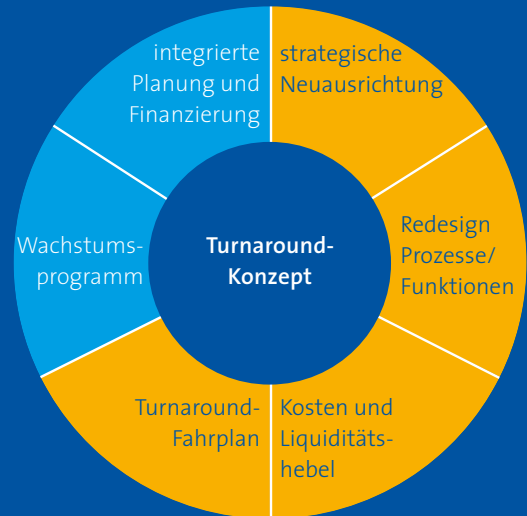 integrierte
Planung und
Finanzierung
strategische
Neuausrichtung
Redesign
Prozesse/
Funktionen
Kosten und
Liquiditäts-
hebel
Turnaround-
Fahrplan
Wachstums-
programm
Turnaround-
Konzept